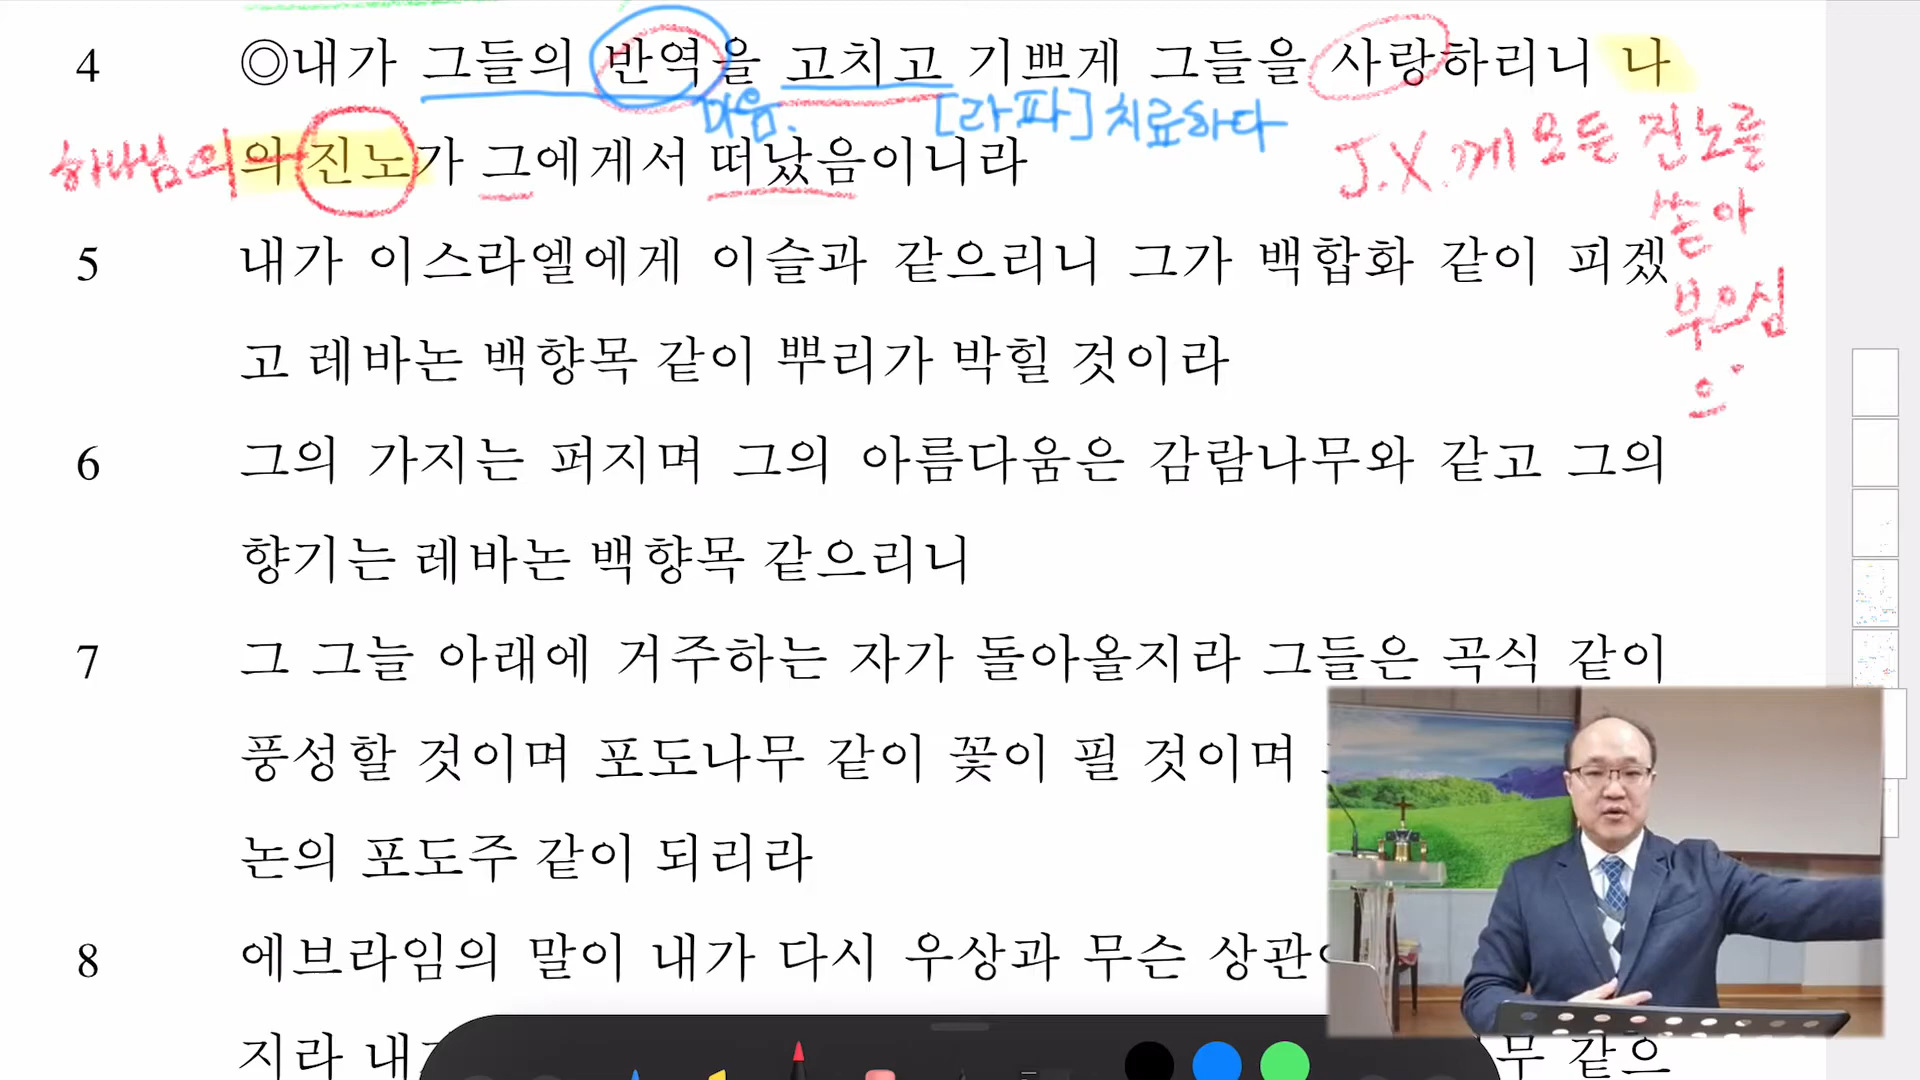 4 ◎내가 그들의 반역을 고치고 기쁘게 그들을 사랑하리니 나
마음. [라파] 치료하다
하나님의 와 진노가 그에게서 떠났음이니라
J.X.께 모든 진노를
쏟아
부으심
으
5 내가 이스라엘에게 이슬과 같으리니 그가 백합화 같이 피겠
고 레바논 백향목 같이 뿌리가 박힐 것이라
6 그의 가지는 퍼지며 그의 아름다움은 감람나무와 같고 그의
향기는 레바논 백향목 같으리니
7 그 그늘 아래에 거주하는 자가 돌아올지라 그들은 곡식 같이
풍성할 것이며 포도나무 같이 꽃이 필 것이며
논의 포도주 같이 되리라
8 에브라임의 말이 내가 다시 우상과 무슨 상관
지라 내 무 같으